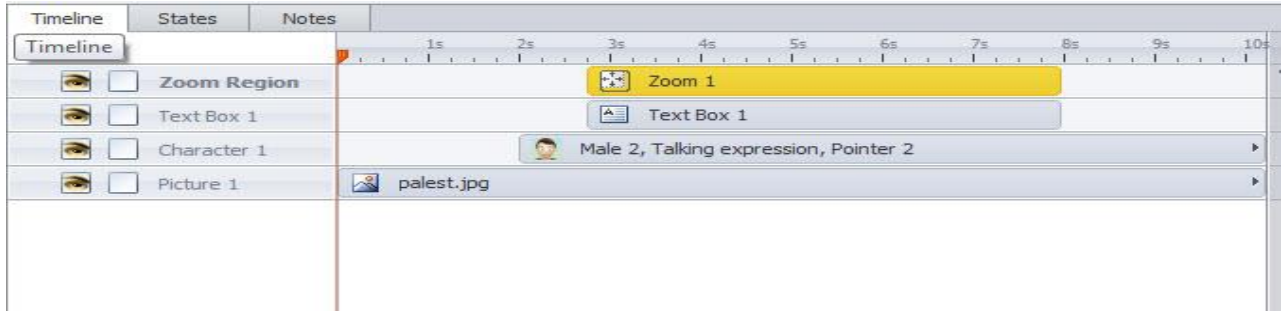 Timeline States Notes
Timeline
1s 2s 3s 4s 5s 6s 7s 8s 9s 10s
Zoom Region Zoom 1
Text Box 1 Text Box 1
Character 1 Male 2, Talking expression, Pointer 2
Picture 1 palest.jpg